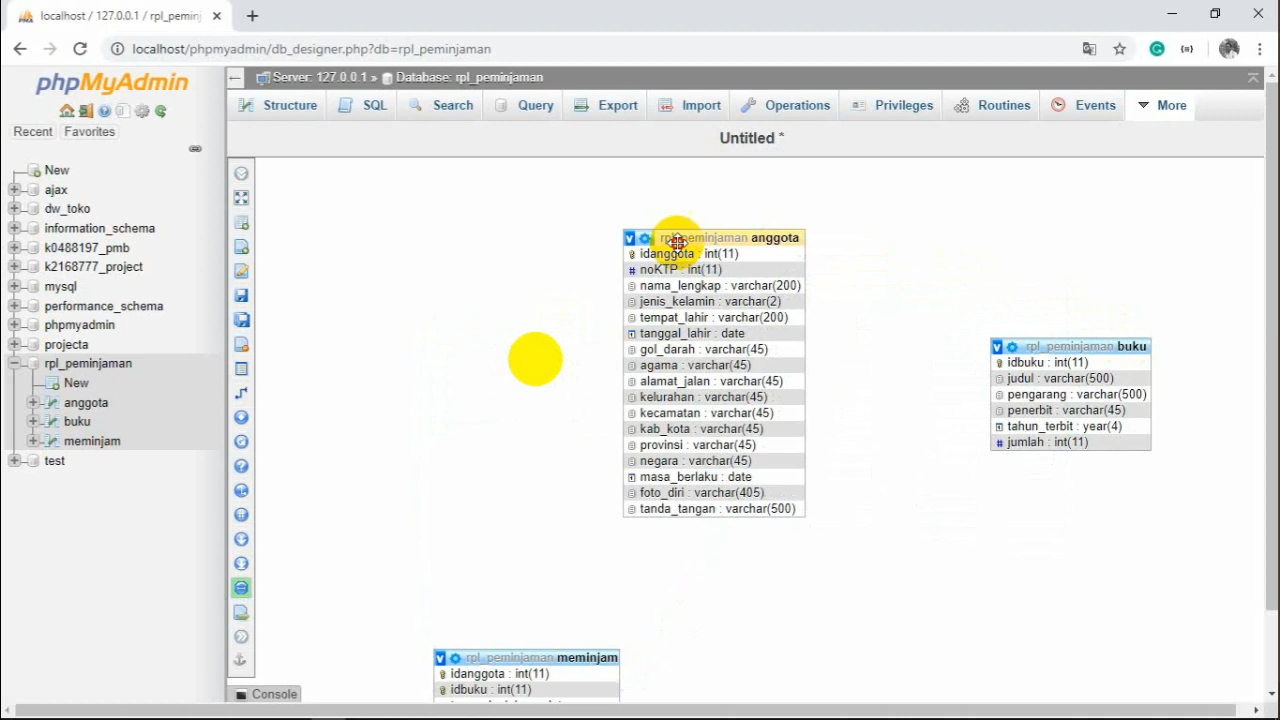 localhost / 127.0.0.1 / rpl_peminj
localhost/phpmyadmin/db_designer.php?db=rpl_peminjaman
phpMyAdmin
Recent
Favorites
New
ajax
dw_toko
information_schema
k0488197_pmb
k2168777_project
mysql
performance_schema
phpmyadmin
projecta
rpl_peminjaman
New
anggota
buku
meminjam
test
Server: 127.0.0.1 » Database: rpl_peminjaman
Structure
SQL
Search
Query
Export
Import
Operations
Privileges
Routines
Events
More
Untitled *
rpl_peminjaman anggota
idanggota : int(11)
noKTP : int(11)
nama_lengkap : varchar(200)
jenis_kelamin : varchar(2)
tempat_lahir : varchar(200)
tanggal_lahir : date
gol_darah : varchar(45)
agama : varchar(45)
alamat_jalan : varchar(45)
kelurahan : varchar(45)
kecamatan : varchar(45)
kab_kota : varchar(45)
provinsi : varchar(45)
negara : varchar(45)
masa_berlaku : date
foto_diri : varchar(405)
tanda_tangan : varchar(500)
rpl_peminjaman buku
idbuku : int(11)
judul : varchar(500)
pengarang : varchar(500)
penerbit : varchar(45)
tahun_terbit : year(4)
jumlah : int(11)
rpl_peminjaman meminjam
idanggota : int(11)
idbuku : int(11)
Console